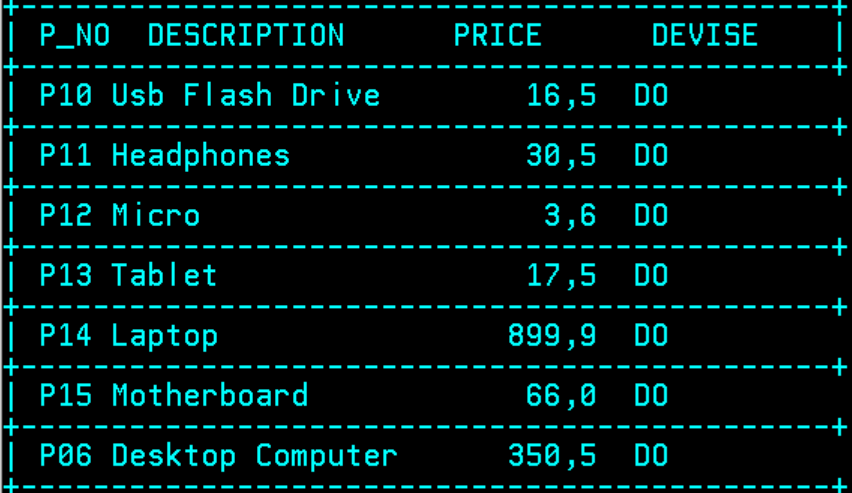 P_NO DESCRIPTION PRICE DEVISE
P10 Usb Flash Drive 16,5 DO
P11 Headphones 30,5 DO
P12 Micro 3,6 DO
P13 Tablet 17,5 DO
P14 Laptop 899,9 DO
P15 Motherboard 66,0 DO
P06 Desktop Computer 350,5 DO